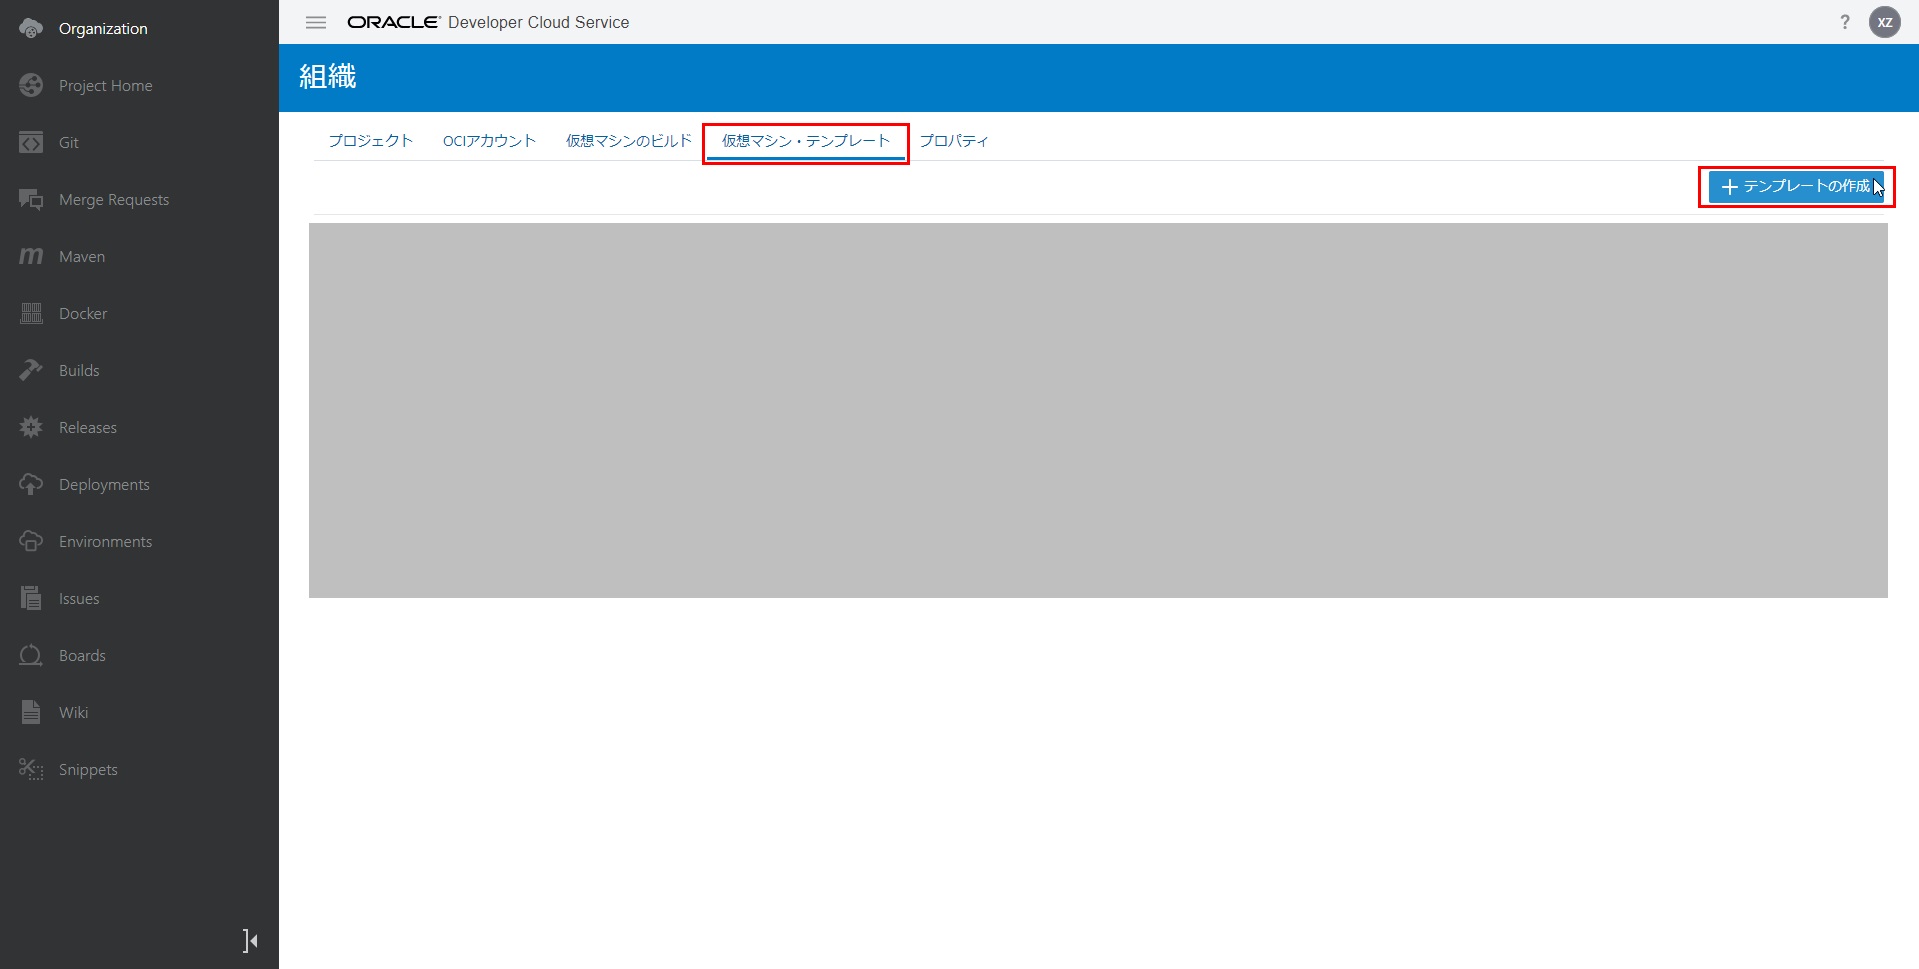 Organization
Project Home
Git
Merge Requests
Maven
Docker
Builds
Releases
Deployments
Environments
Issues
Boards
Wiki
Snippets
ORACLE® Developer Cloud Service
? XZ
組織
プロジェクト OCIアカウント 仮想マシンのビルド 仮想マシン・テンプレート プロパティ
+ テンプレートの作成